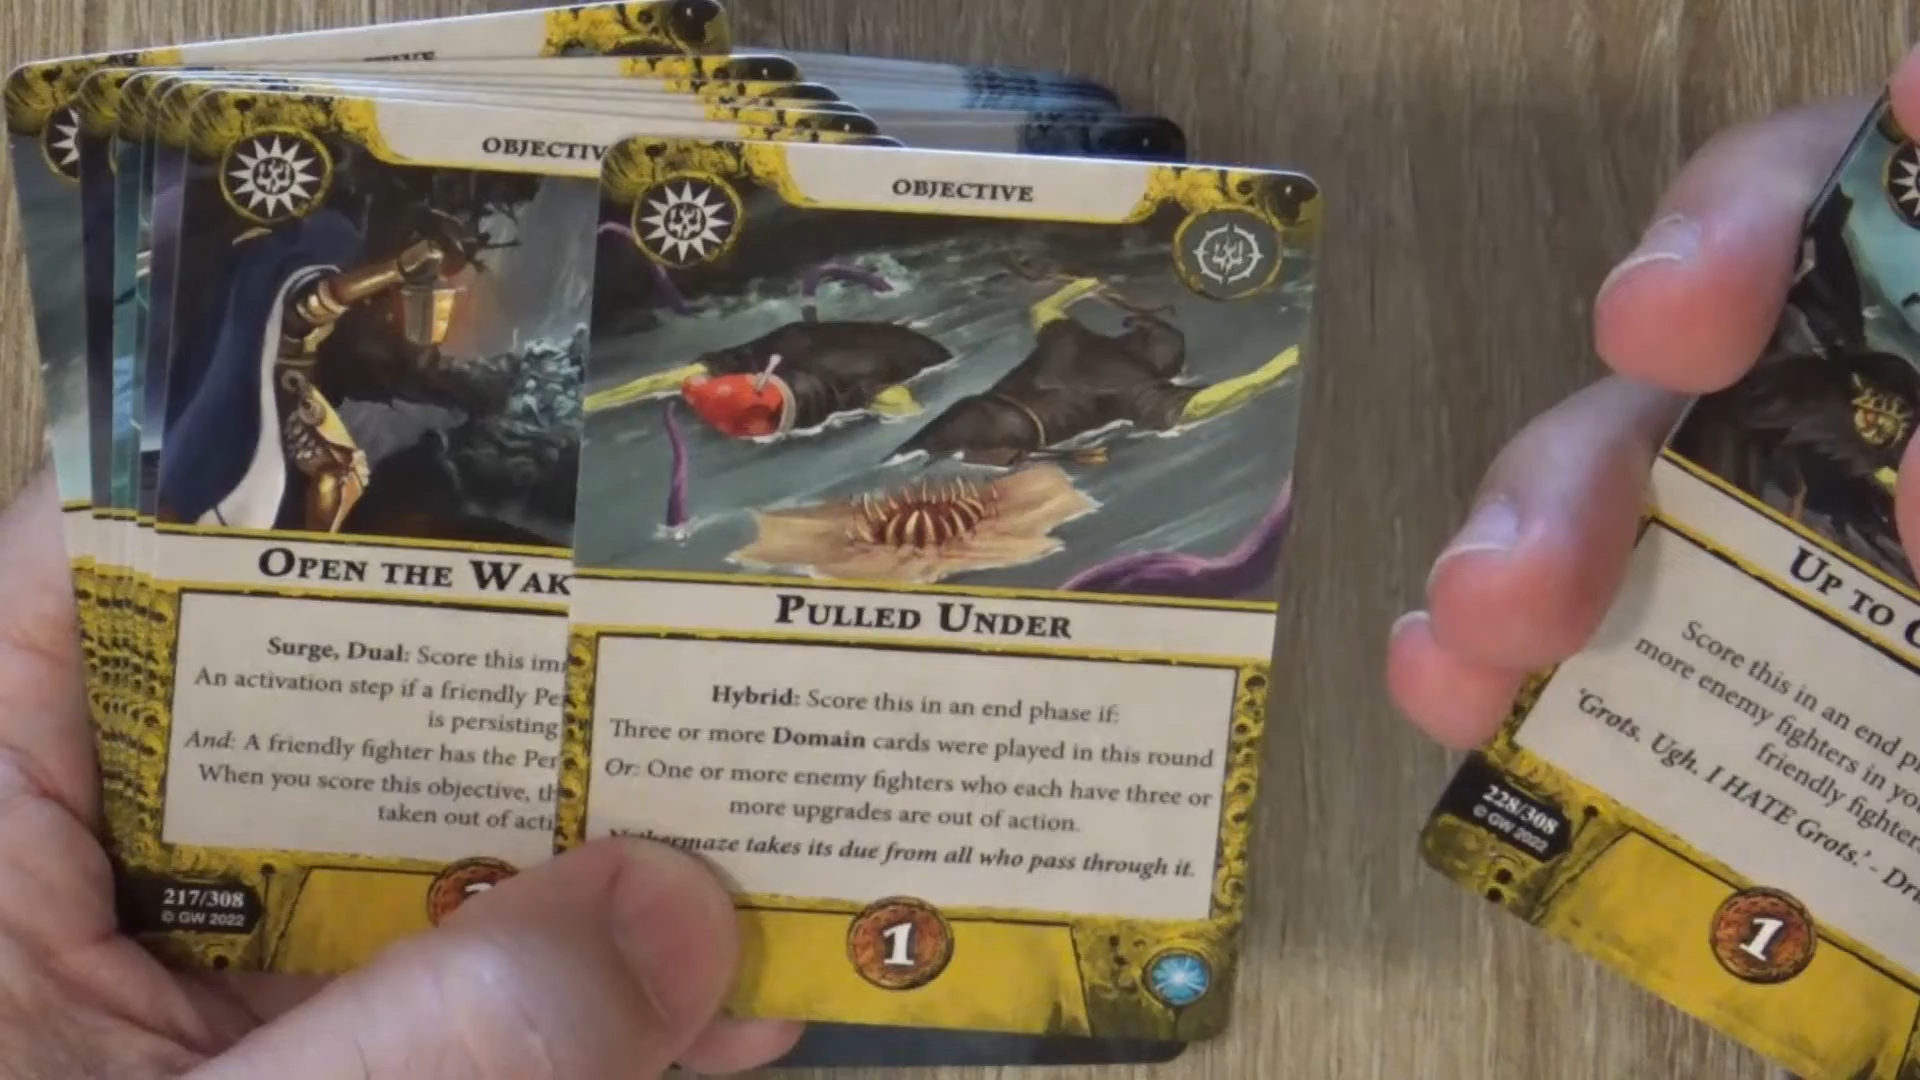 OBJECTIV
OPEN THE WAK
Surge, Dual: Score this im
An activation step if a friendly Pe
is persisting
And: A friendly fighter has the Per
When you score this objective, th
taken out of acti
217/308
© GW 2022
OBJECTIVE
PULLED UNDER
Hybrid: Score this in an end phase if:
Three or more Domain cards were played in this round
Or: One or more enemy fighters who each have three or
more upgrades are out of action.
takes its due from all who pass through it.
1
UP TO
Score this in an end p
more enemy fighters in yo
friendly fighter
'Grots. Ugh. I HATE Grots.' - Dr
228/308
© GW 2022
1